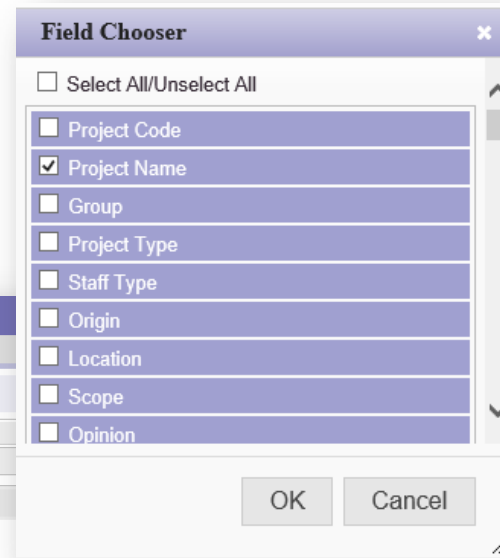 Field Chooser
Select All/Unselect All
Project Code
Project Name
Group
Project Type
Staff Type
Origin
Location
Scope
Opinion
OK Cancel